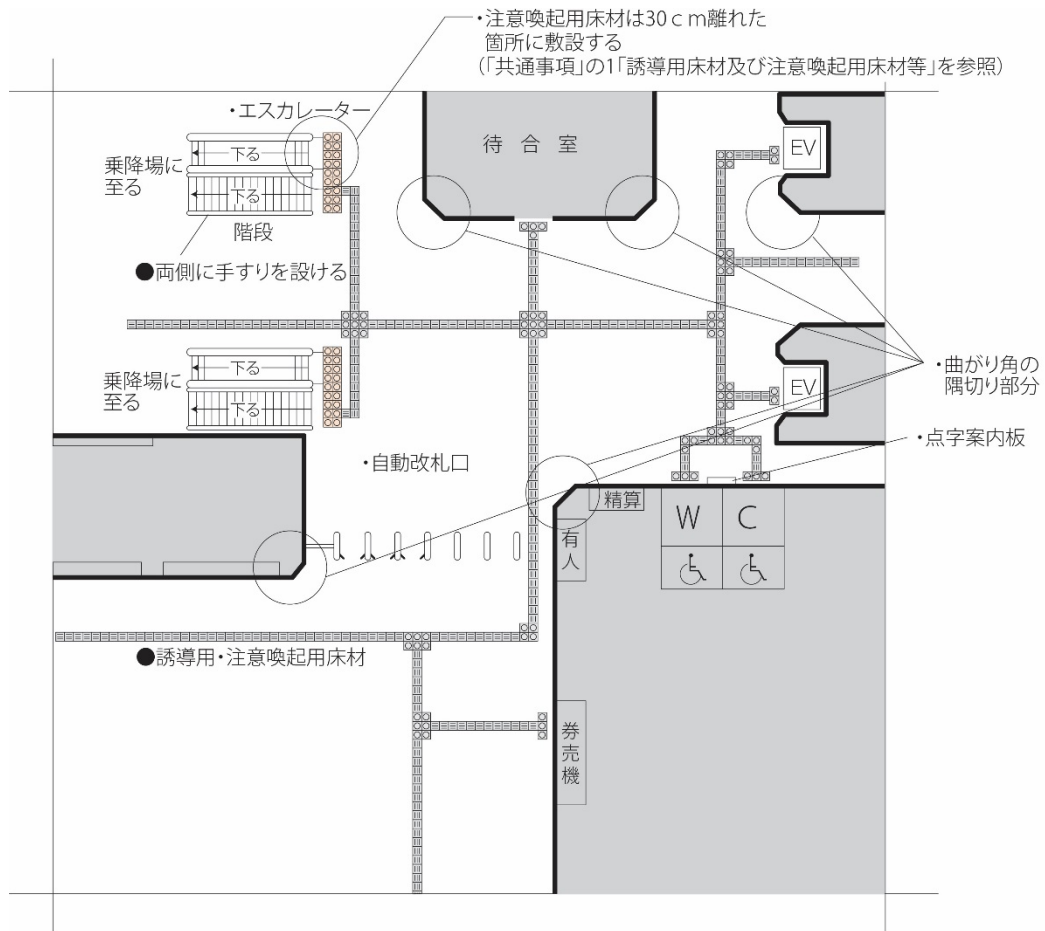 ・注意喚起用床材は30cm離れた
箇所に敷設する
(「共通事項」の1「誘導用床材及び注意喚起用床材等」を参照)
・エスカレーター
下る
乗降場に
至る
下る
階段
●両側に手すりを設ける
待合室
EV
乗降場に
至る
下る
下る
EV
・曲がり角の
隅切り部分
・点字案内板
・自動改札口
精算
W C
有人
●誘導用・注意喚起用床材
券売機